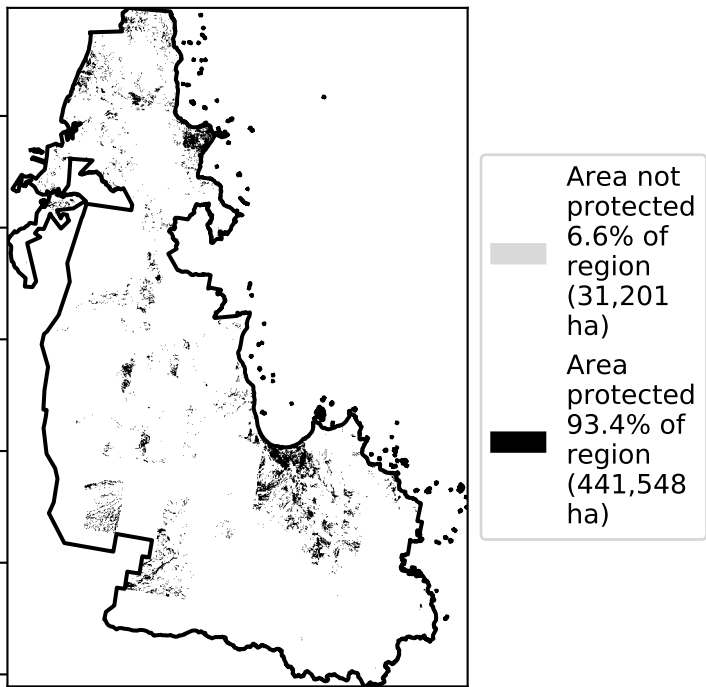 Area not
protected
6.6% of
region
(31,201
ha)
Area
protected
93.4% of
region
(441,548
ha)